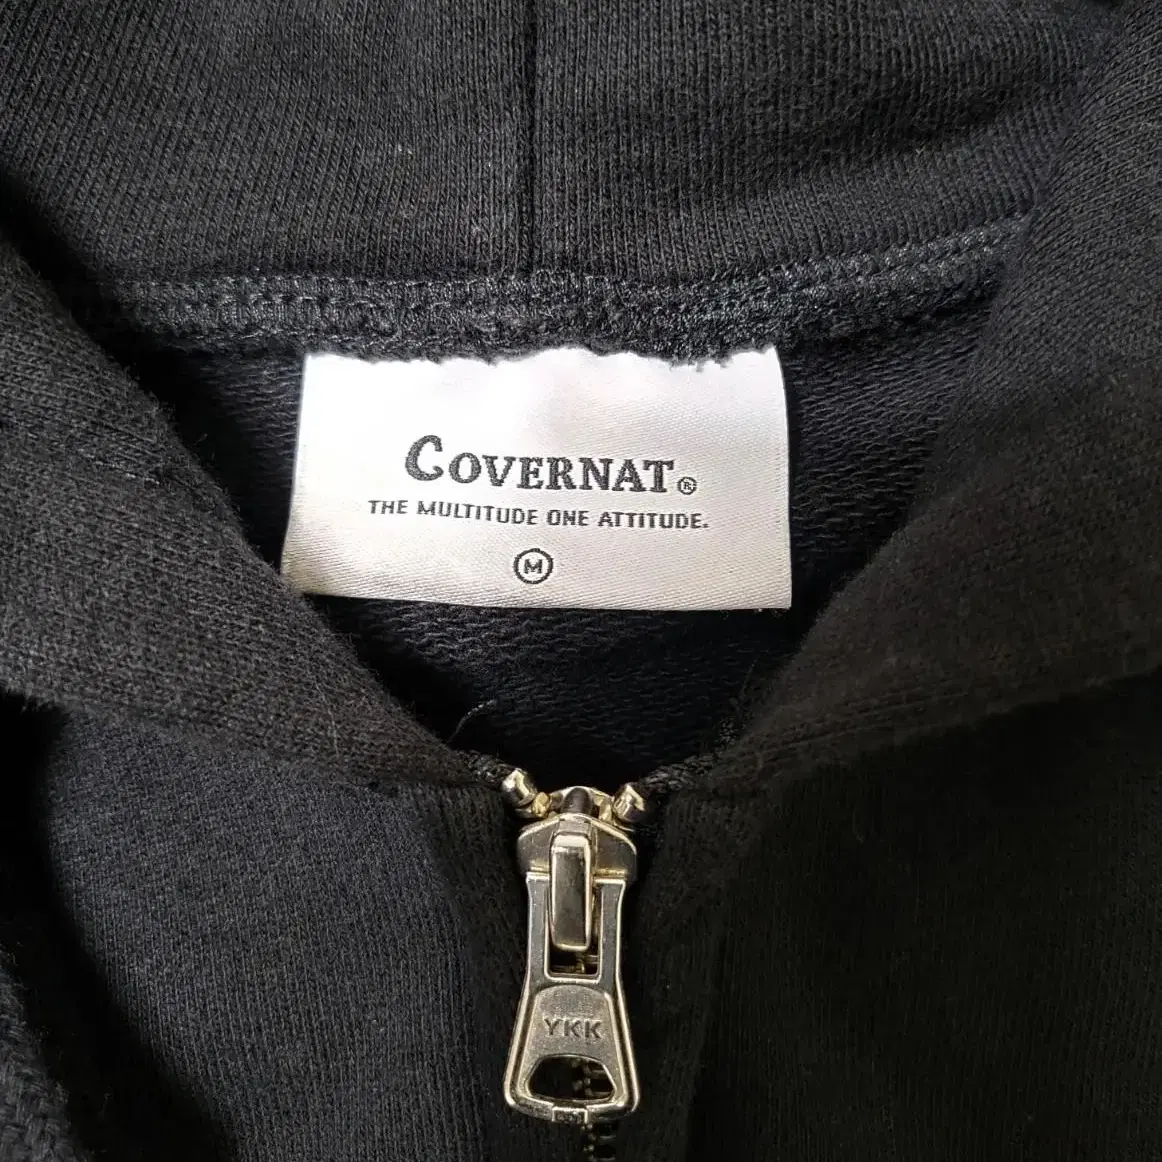 COVERNAT®
THE MULTITUDE ONE ATTITUDE.
M
YKK